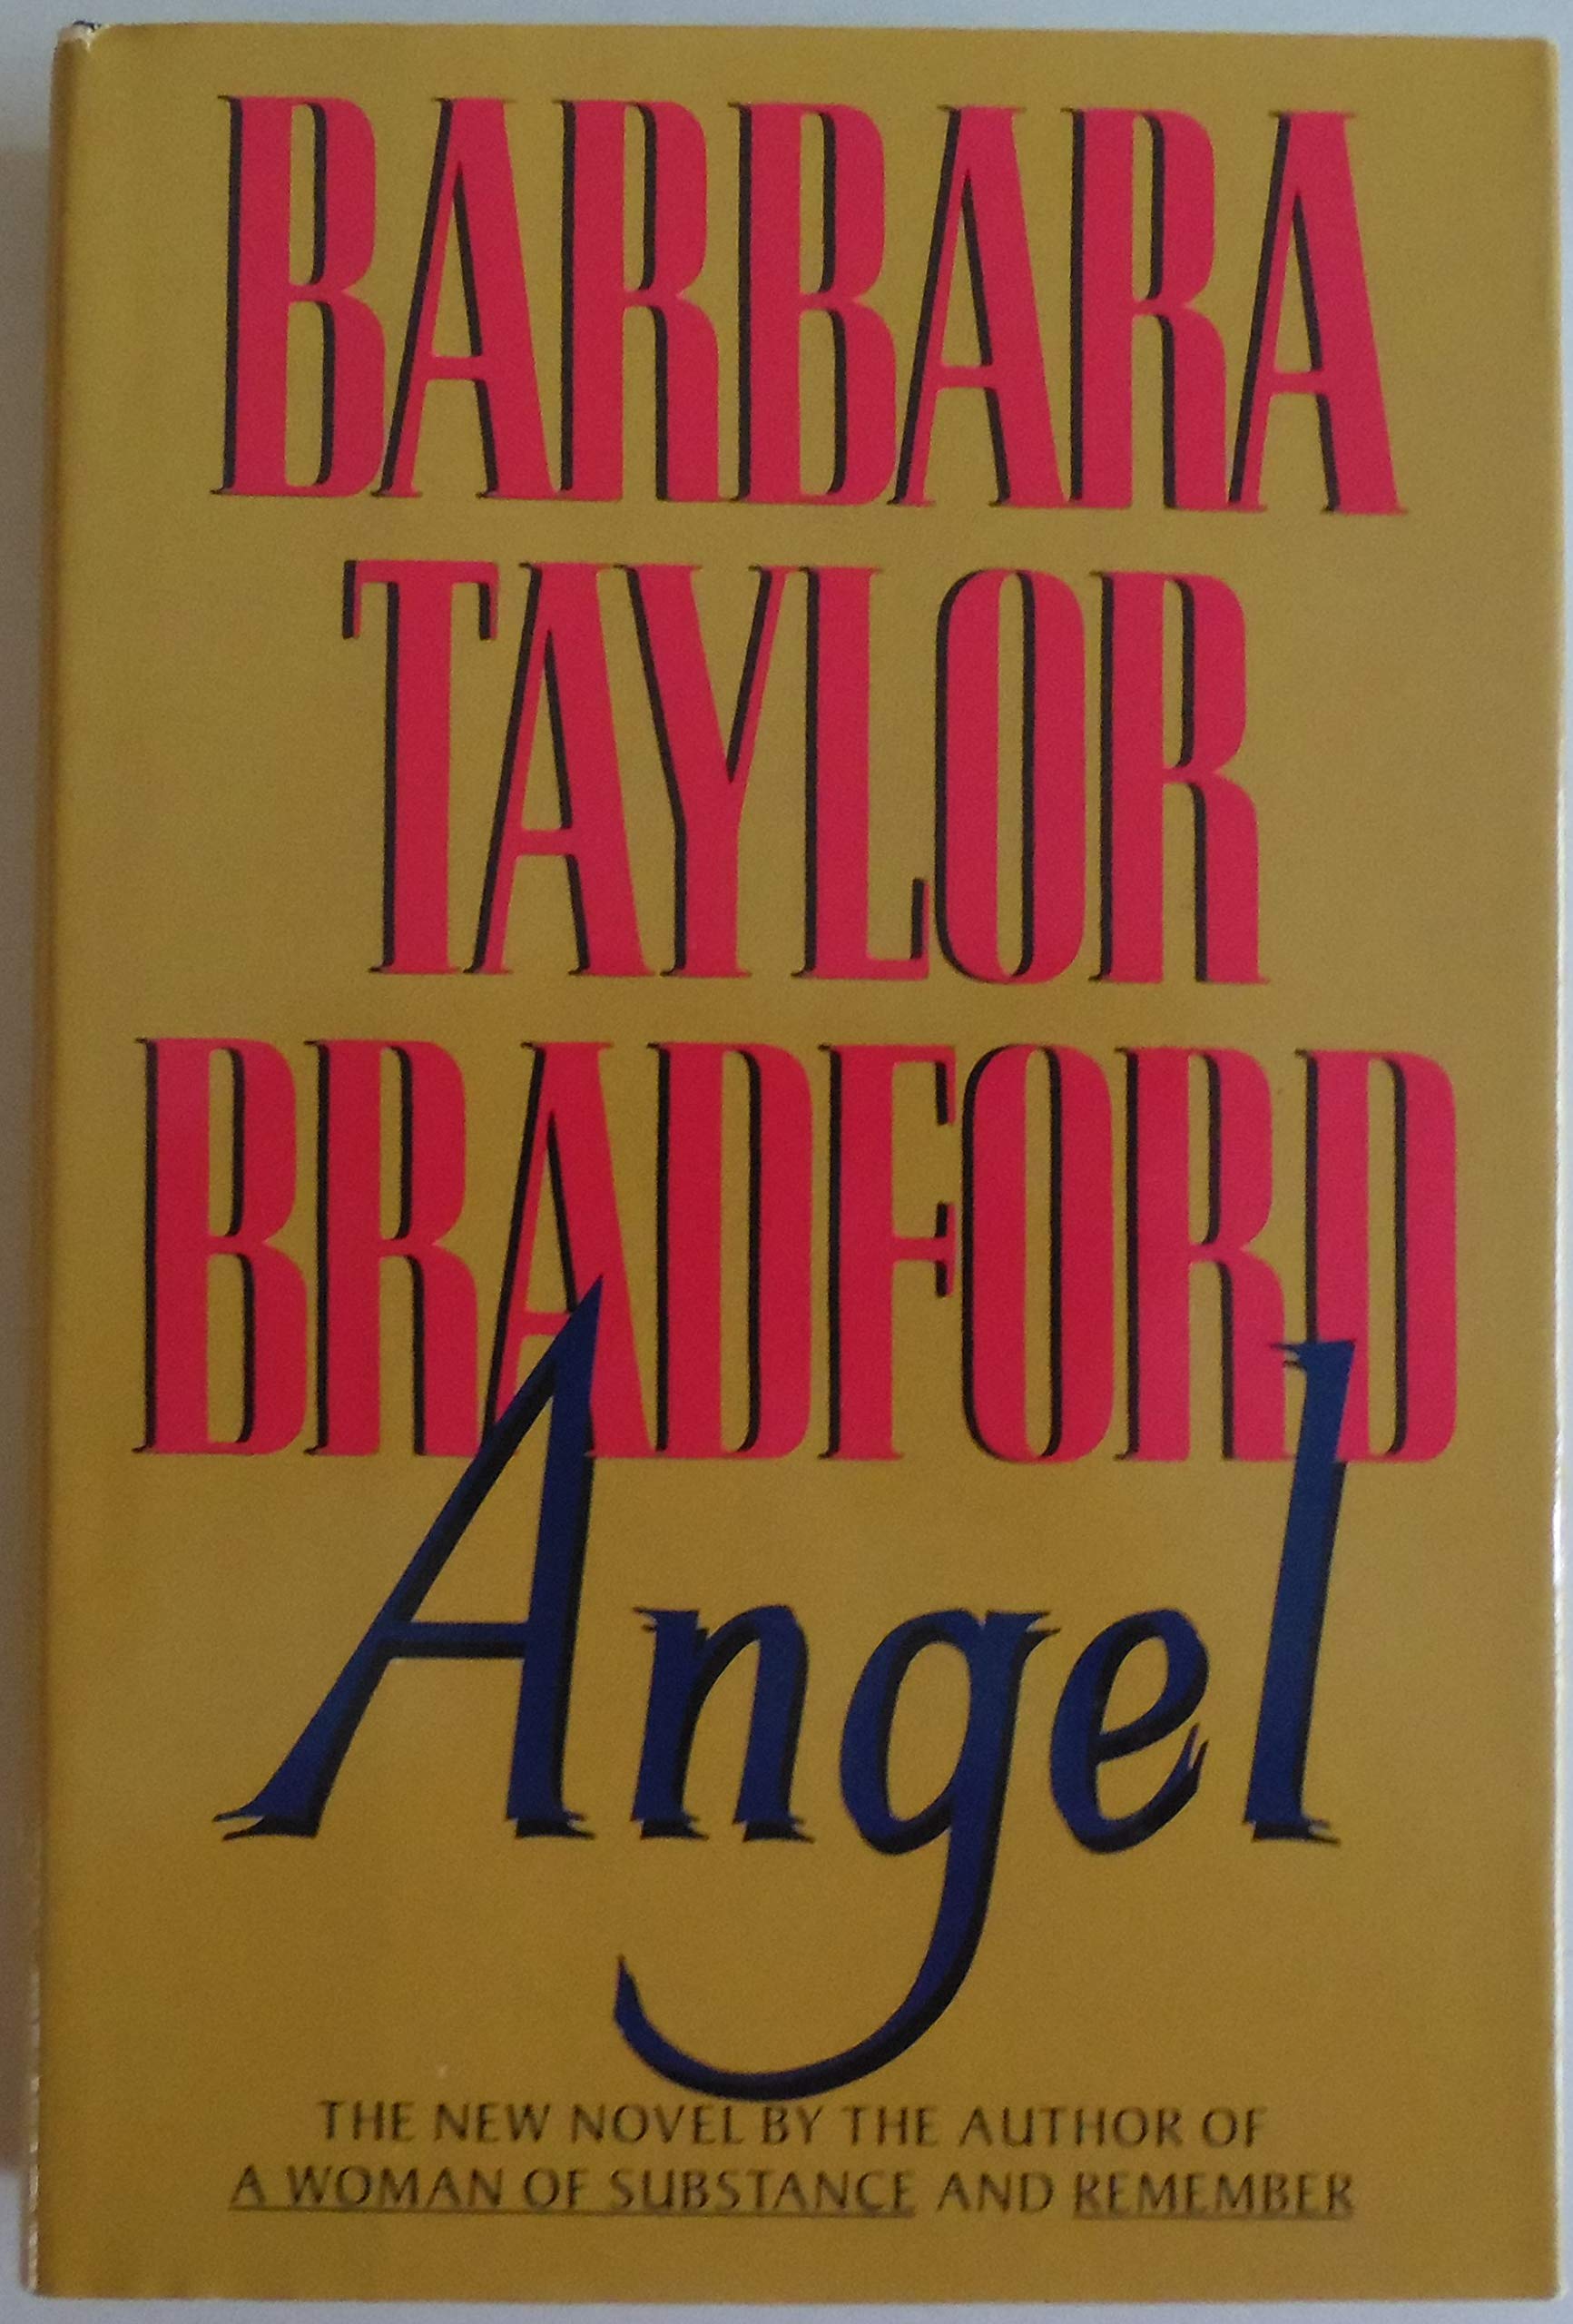 BARBARA
TAYLOR
BRADFORD
Angel
THE NEW NOVEL BY THE AUTHOR OF
A WOMAN OF SUBSTANCE AND REMEMBER